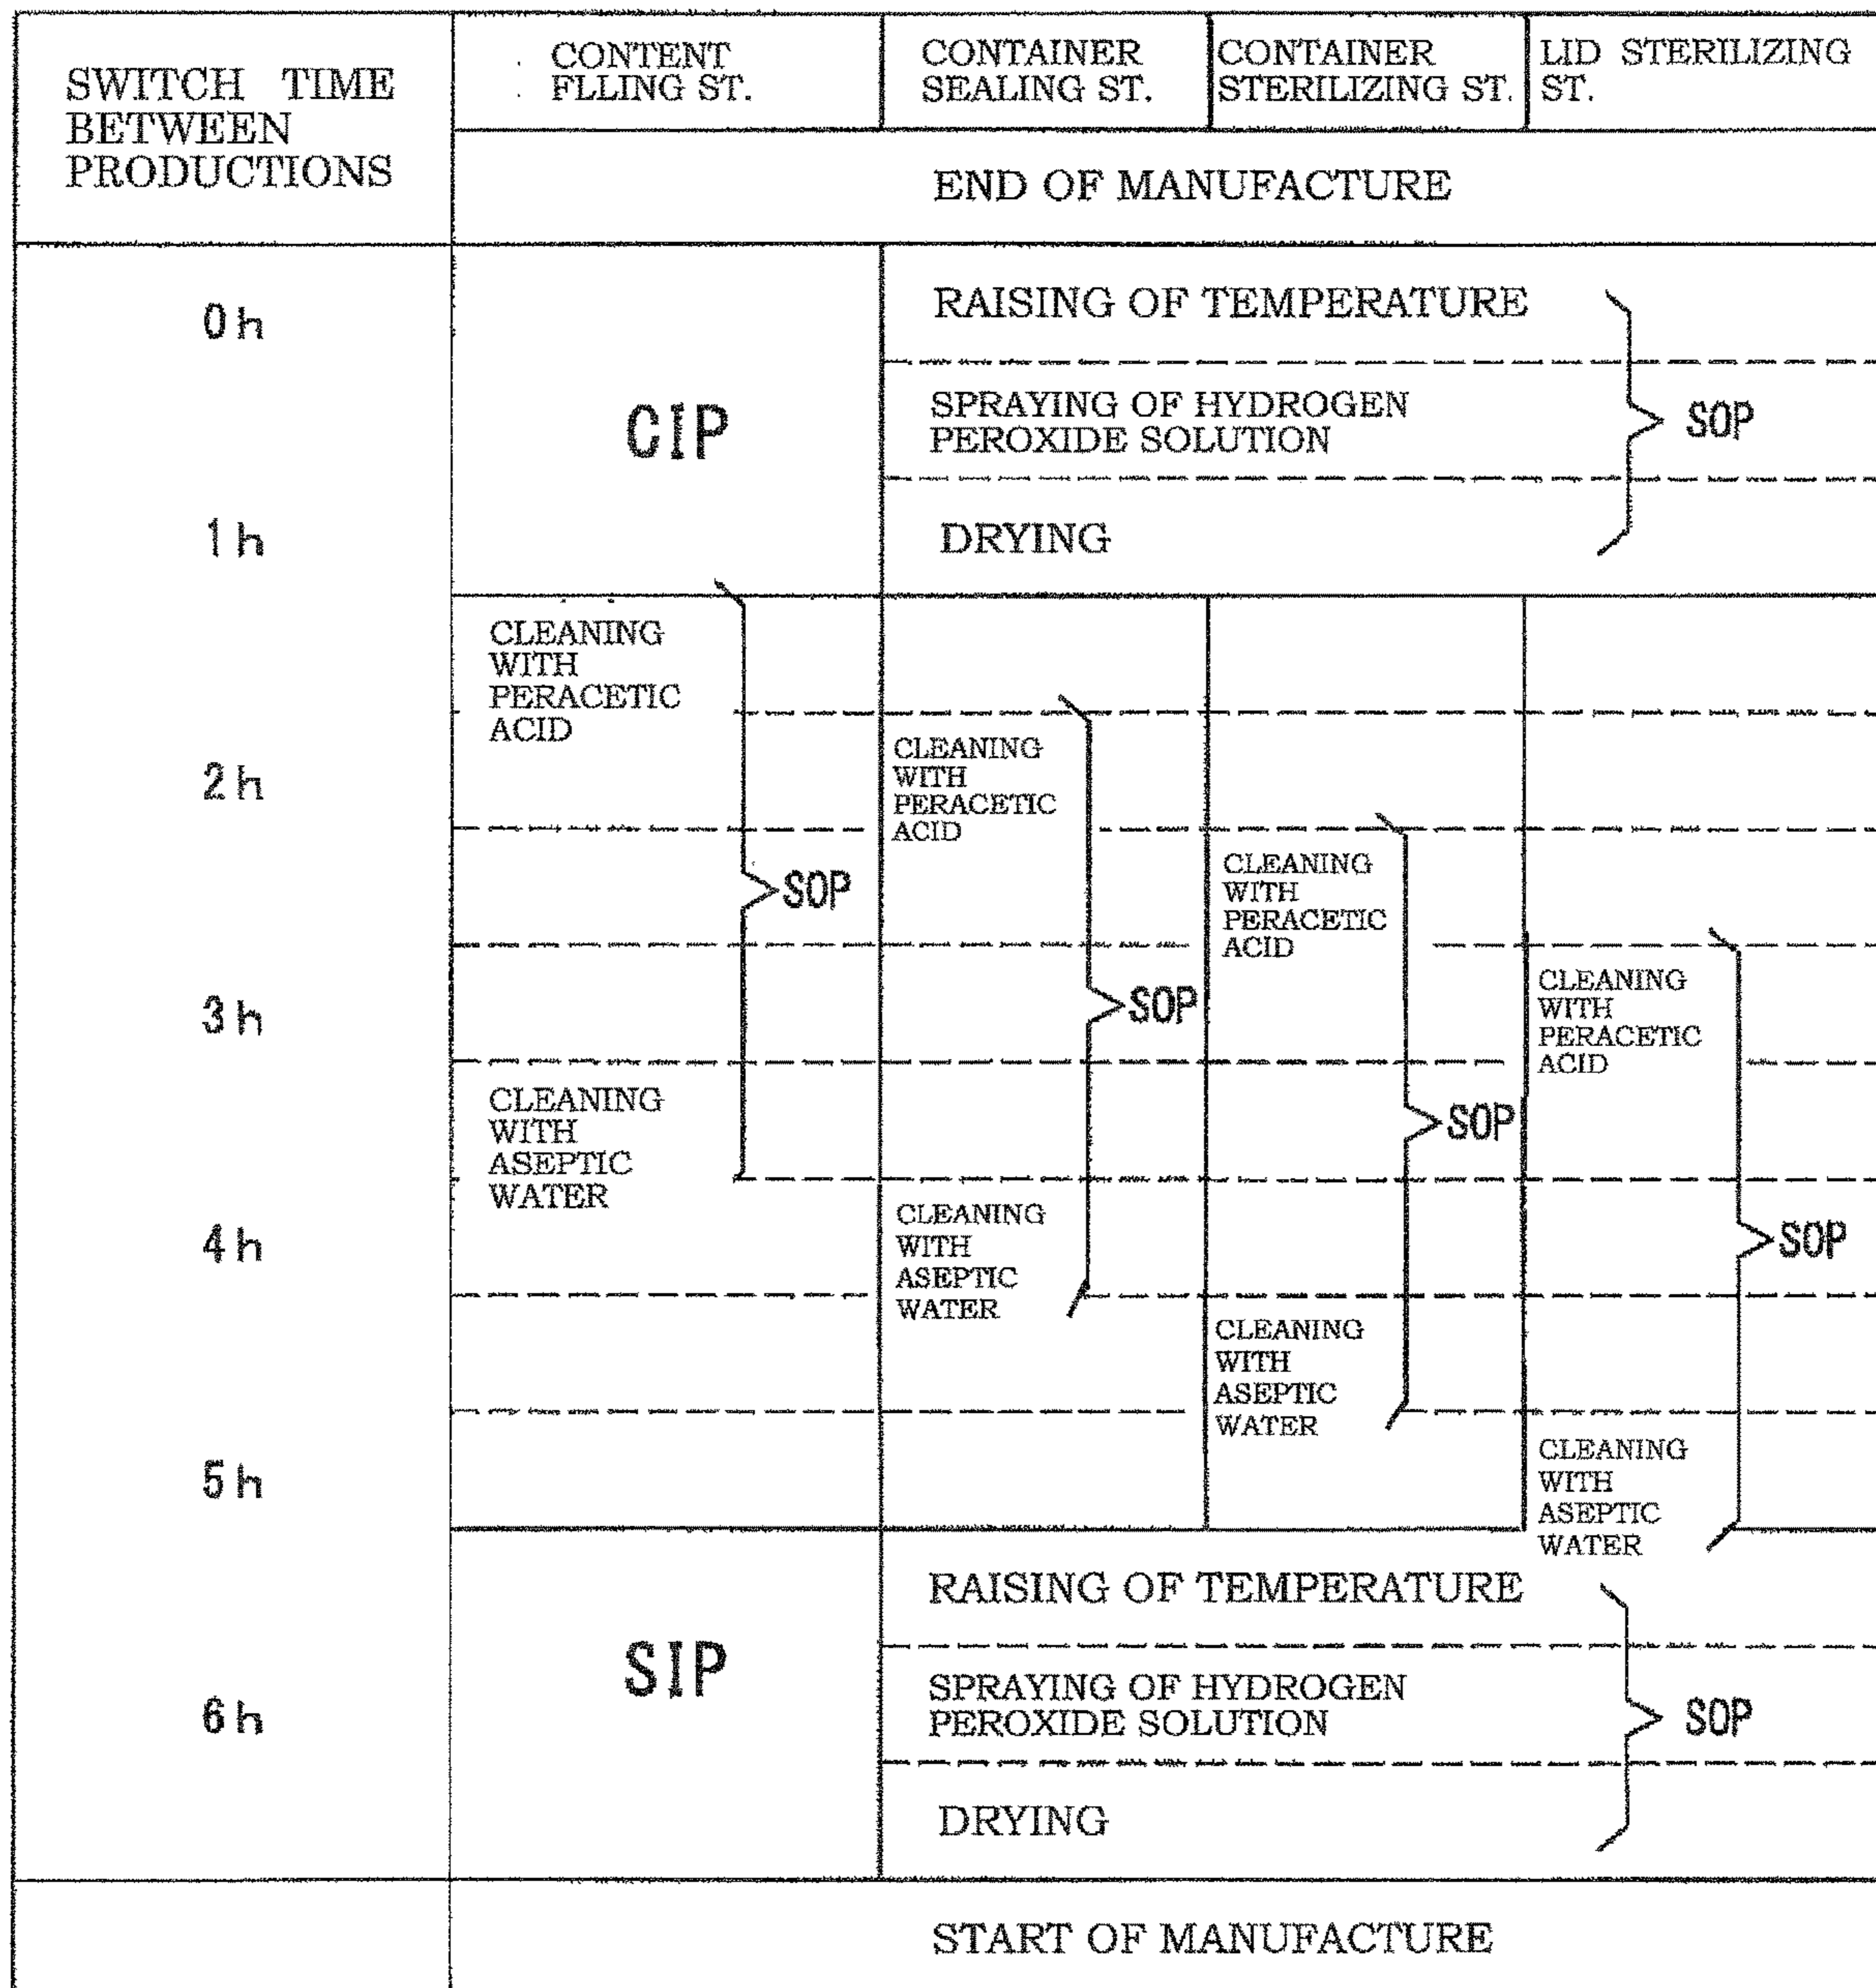 SWITCH TIME
BETWEEN
PRODUCTIONS
CONTENT
FLLING ST.
CONTAINER
SEALING ST.
CONTAINER
STERILIZING ST.
LID STERILIZING
ST.
END OF MANUFACTURE
0h
RAISING OF TEMPERATURE
CIP
SPRAYING OF HYDROGEN
PEROXIDE SOLUTION
SOP
1h
DRYING
CLEANING
WITH
PERACETIC
ACID
2h
CLEANING
WITH
PERACETIC
ACID
SOP
CLEANING
WITH
PERACETIC
ACID
3h
SOP
CLEANING
WITH
PERACETIC
ACID
CLEANING
WITH
ASEPTIC
WATER
SOP
4h
CLEANING
WITH
ASEPTIC
WATER
SOP
CLEANING
WITH
ASEPTIC
WATER
5h
CLEANING
WITH
ASEPTIC
WATER
RAISING OF TEMPERATURE
SIP
6h
SPRAYING OF HYDROGEN
PEROXIDE SOLUTION
SOP
DRYING
START OF MANUFACTURE